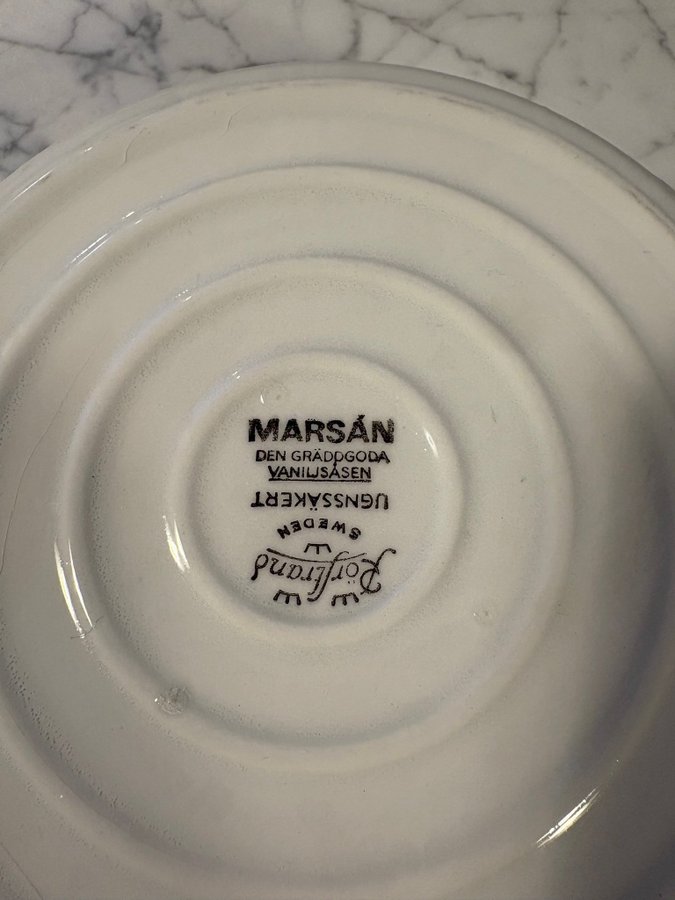 MARSÁN
DEN GRÄDDGODA
VANILJSÅSEN
Rörstrand
SWEDEN
UGNSSÄKERT